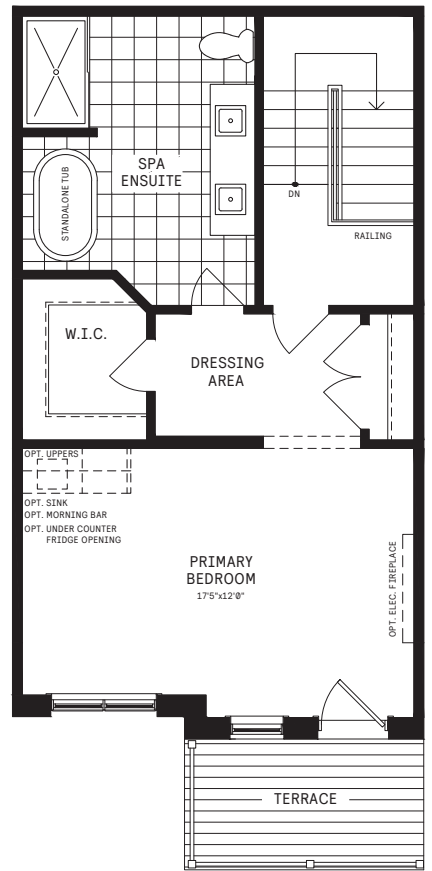 SPA
ENSUITE
STANDALONE TUB
DN
RAILING
W.I.C.
DRESSING
AREA
OPT. UPPERS
OPT. SINK
OPT. MORNING BAR
OPT. UNDER COUNTER
FRIDGE OPENING
PRIMARY
BEDROOM
17'5"x12'0"
OPT. ELEC. FIREPLACE
TERRACE